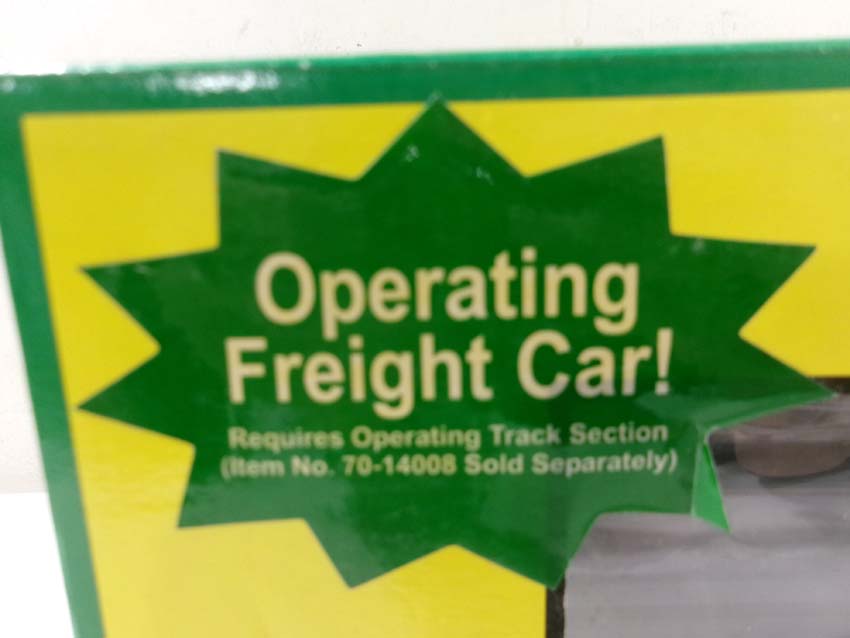 Operating
Freight Car!
Requires Operating Track Section
(Item No. 70-14008 Sold Separately)